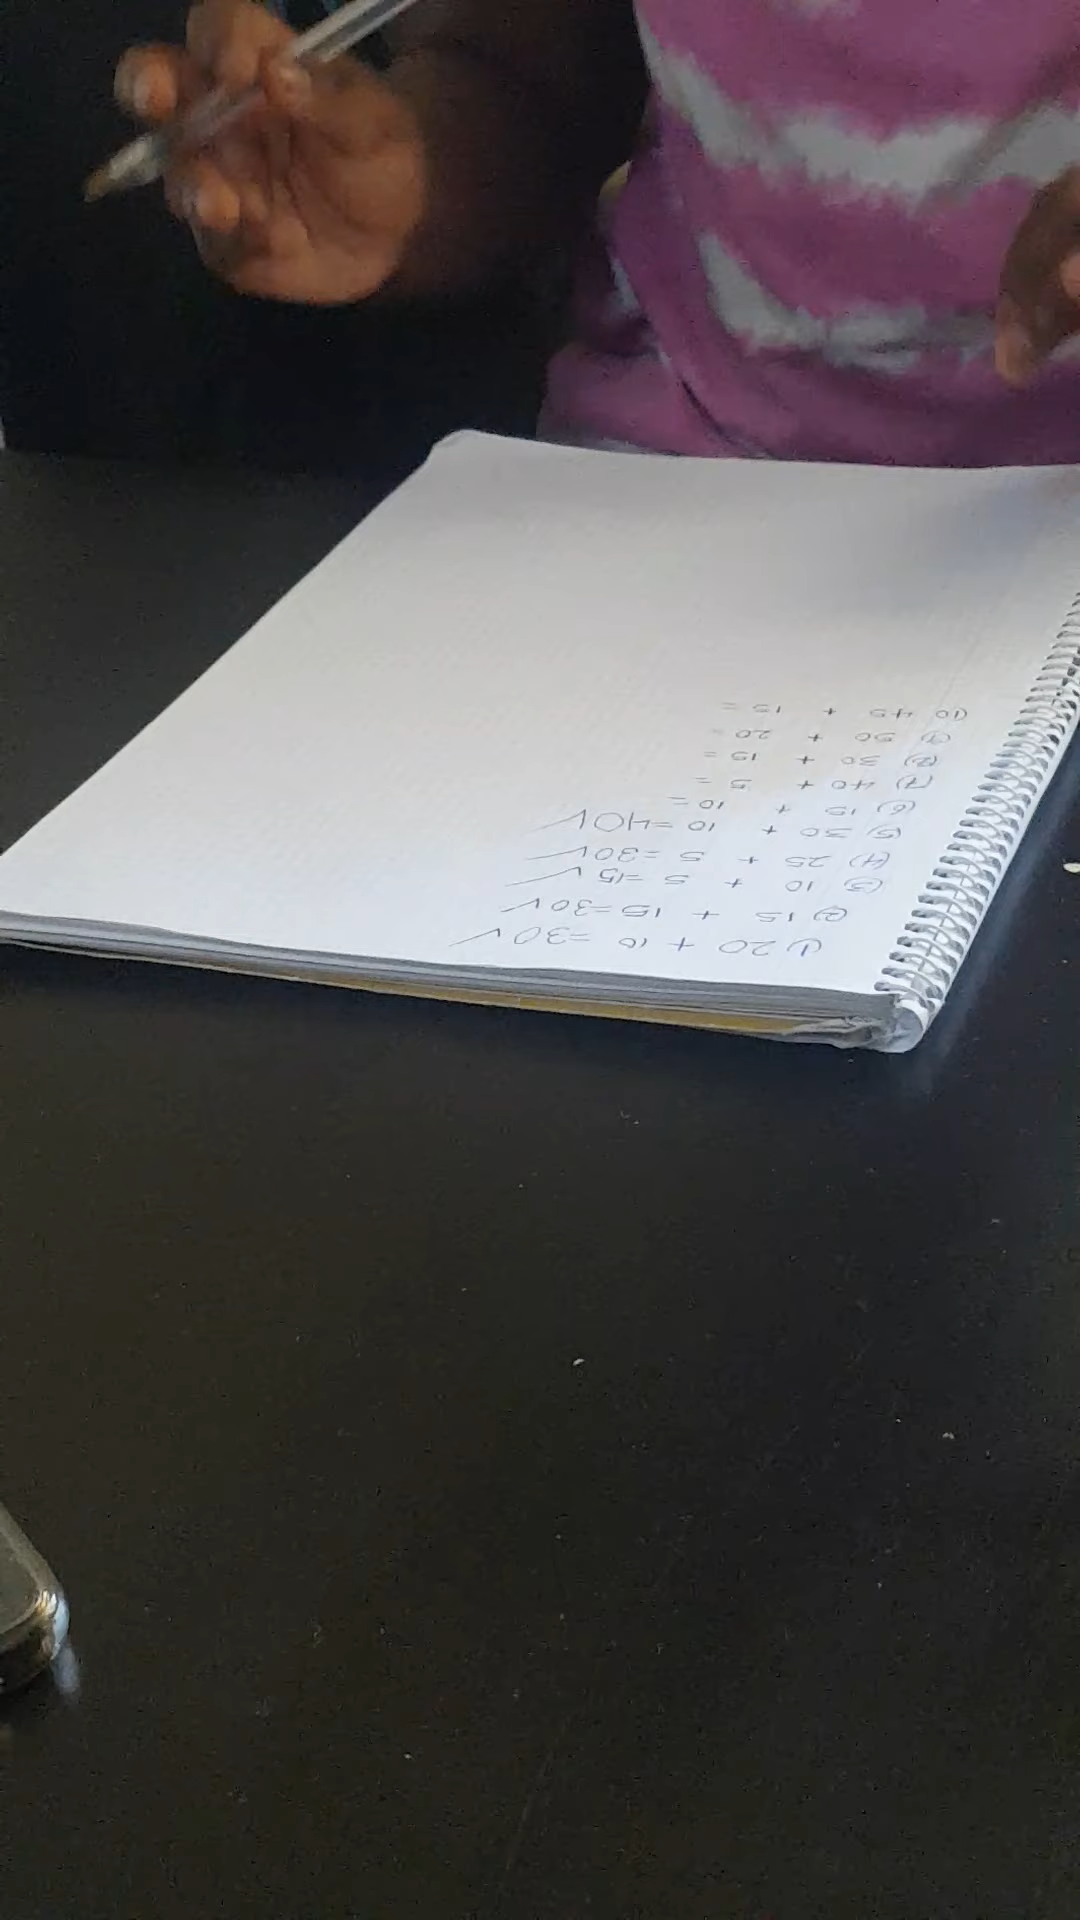 1) 20 + 10 = 30 ✓
2) 15 + 15 = 30 ✓
(3) 10 + 5 = 15 ✓
(4) 25 + 5 = 30 ✓
(5) 30 + 10 = 40 ✓
(6) 15 + 10 =
(7) 40 + 5 =
(8) 30 + 15 =
(9) 50 + 20 =
(10 45 + 15 =